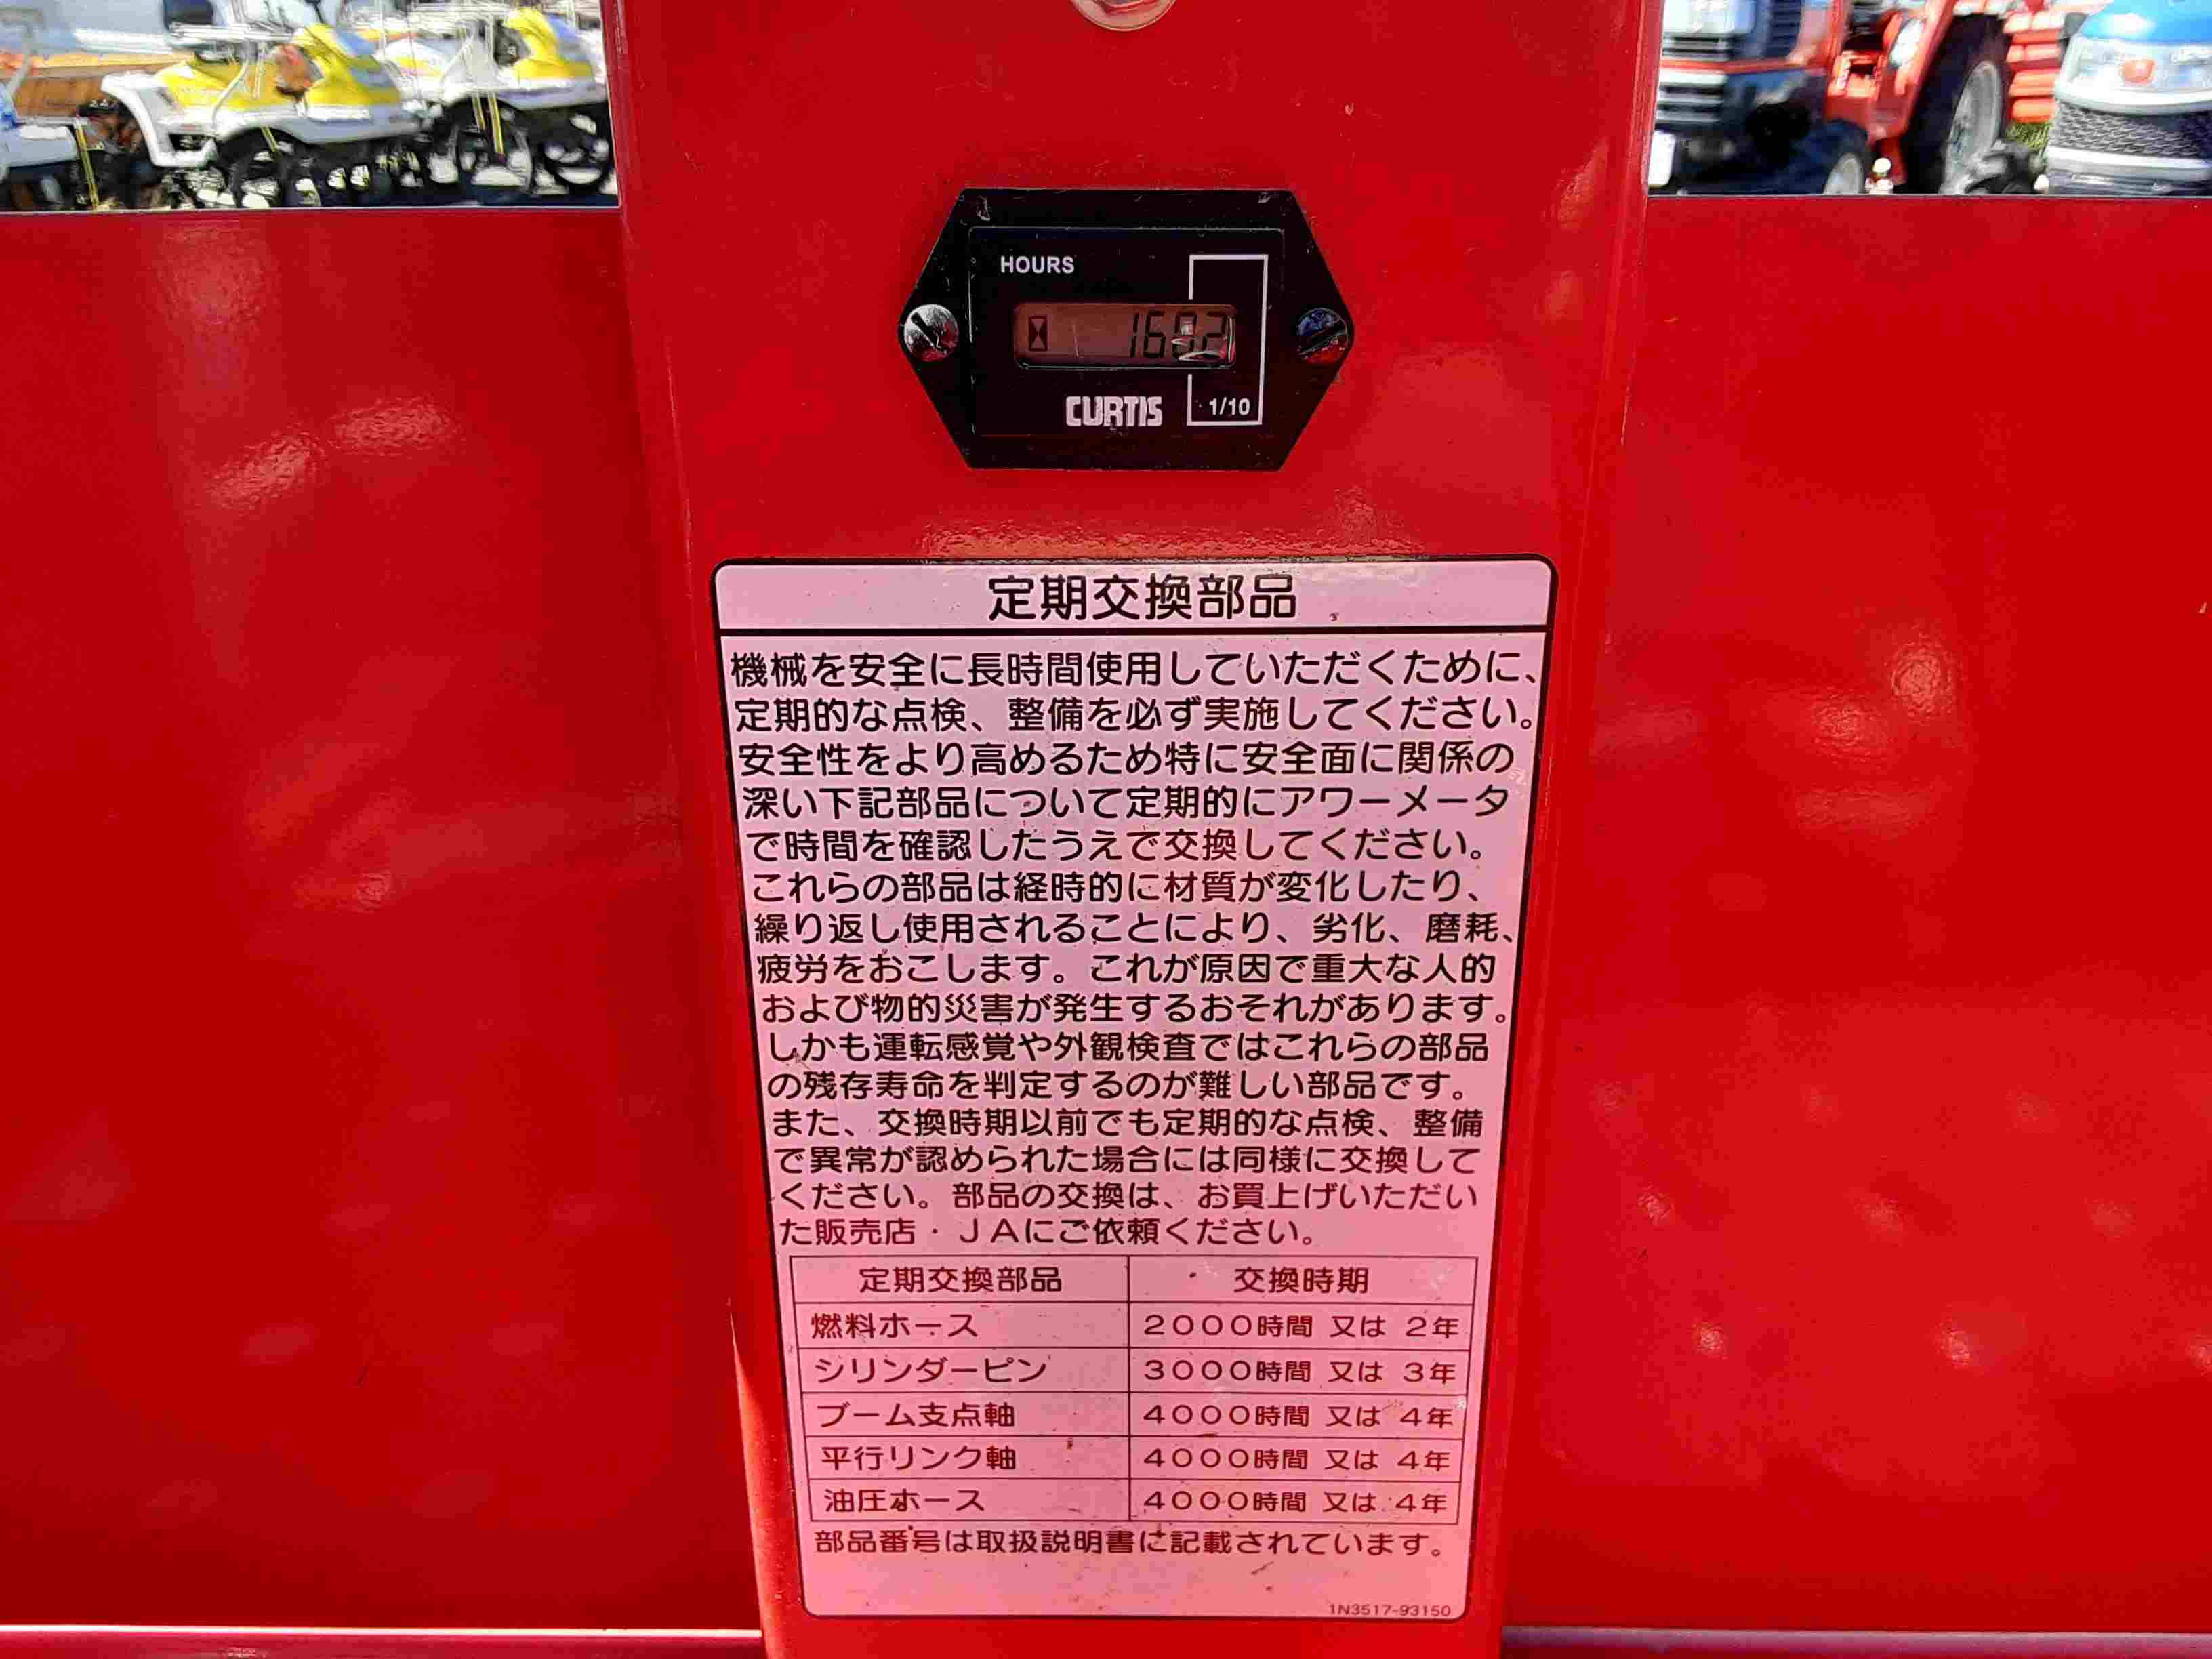 HOURS
1602
CURTIS
1/10
定期交換部品
機械を安全に長時間使用していただくために、
定期的な点検、整備を必ず実施してください。
安全性をより高めるため特に安全面に関係の
深い下記部品について定期的にアワーメータ
で時間を確認したうえで交換してください。
これらの部品は経時的に材質が変化したり、
繰り返し使用されることにより、劣化、磨耗、
疲労をおこします。これが原因で重大な人的
および物的災害が発生するおそれがあります。
しかも運転感覚や外観検査ではこれらの部品
の残存寿命を判定するのが難しい部品です。
また、交換時期以前でも定期的な点検、整備
で異常が認められた場合には同様に交換して
ください。部品の交換は、お買上げいただい
た販売店・JAにご依頼ください。
定期交換部品 交換時期
燃料ホース 2000時間 又は 2年
シリンダーピン 3000時間 又は 3年
ブーム支点軸 4000時間 又は 4年
平行リンク軸 4000時間 又は 4年
油圧ホース 4000時間 又は 4年
部品番号は取扱説明書に記載されています。
1N3517-93150